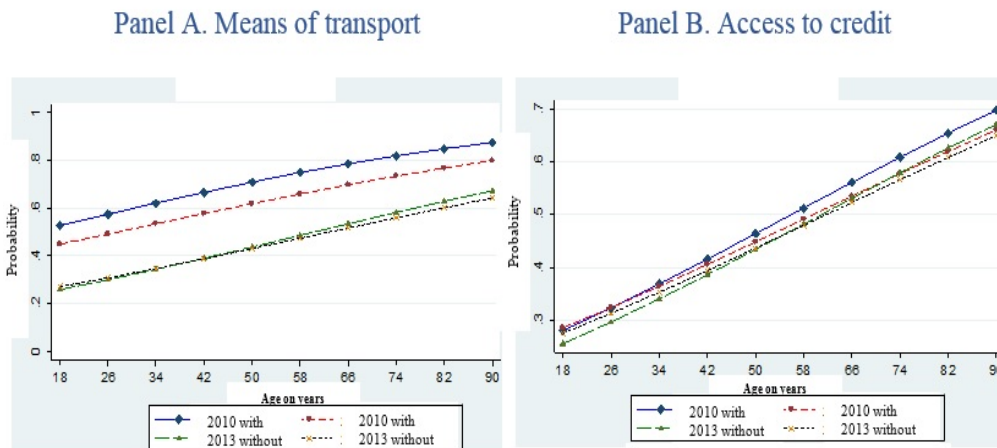 Panel A. Means of transport
Panel B. Access to credit
Probability
1
.8
.6
.4
.2
0
18 26 34 42 50 58 66 74 82 90
Age on years
2010 with 2010 with
2013 without 2013 without
Probability
.7
.6
.5
.4
.3
18 26 34 42 50 58 66 74 82 90
Age on years
2010 with 2010 with
2013 without 2013 without